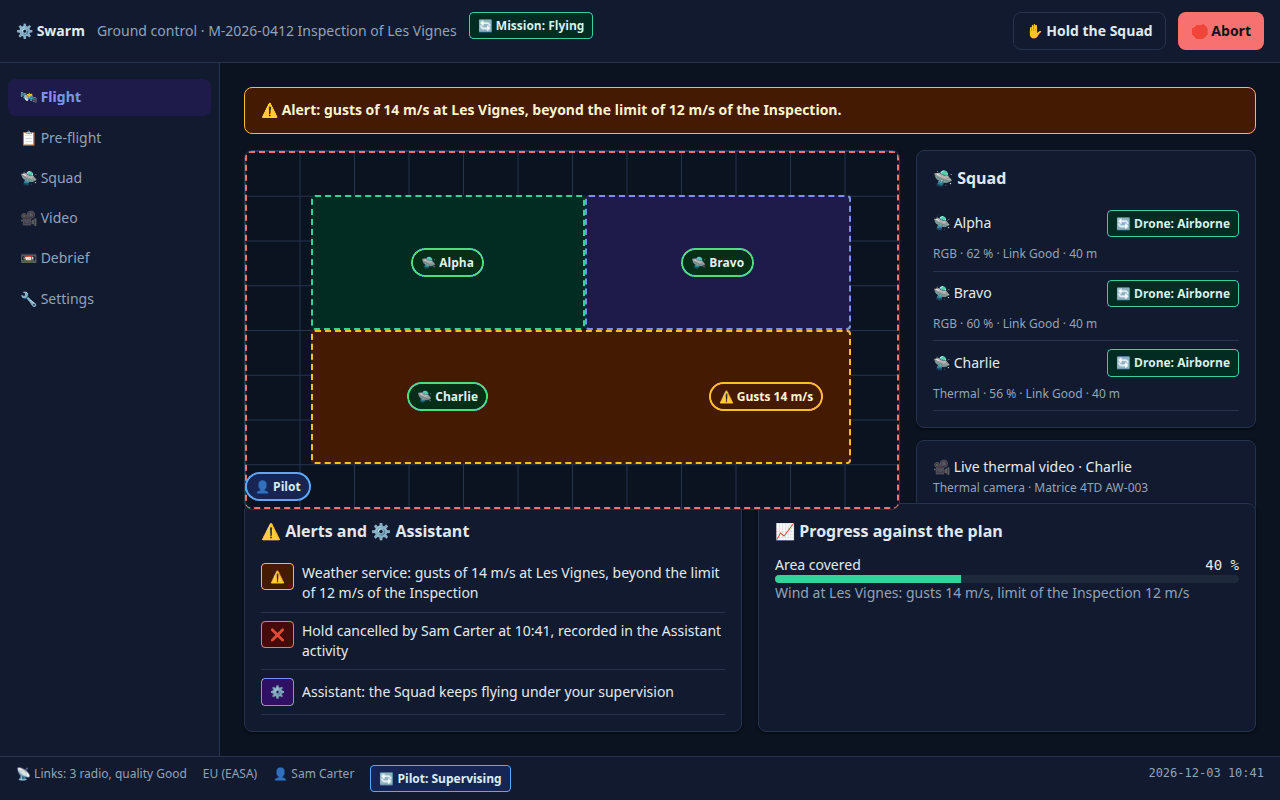 ⚙️ Swarm Ground control · M-2026-0412 Inspection of Les Vignes 🔄 Mission: Flying ✋ Hold the Squad 🛑 Abort
🛰️ Flight
📋 Pre-flight
🛸 Squad
🎥 Video
📼 Debrief
🔧 Settings
⚠️ Alert: gusts of 14 m/s at Les Vignes, beyond the limit of 12 m/s of the Inspection.
🛸 Alpha
🛸 Bravo
🛸 Charlie
⚠️ Gusts 14 m/s
👤 Pilot
🛸 Squad
🛸 Alpha 🔄 Drone: Airborne
RGB · 62 % · Link Good · 40 m
🛸 Bravo 🔄 Drone: Airborne
RGB · 60 % · Link Good · 40 m
🛸 Charlie 🔄 Drone: Airborne
Thermal · 56 % · Link Good · 40 m
🎥 Live thermal video · Charlie
Thermal camera · Matrice 4TD AW-003
⚠️ Alerts and ⚙️ Assistant
⚠️ Weather service: gusts of 14 m/s at Les Vignes, beyond the limit
of 12 m/s of the Inspection
❌ Hold cancelled by Sam Carter at 10:41, recorded in the Assistant
activity
⚙️ Assistant: the Squad keeps flying under your supervision
📈 Progress against the plan
Area covered 40 %
Wind at Les Vignes: gusts 14 m/s, limit of the Inspection 12 m/s
📡 Links: 3 radio, quality Good EU (EASA) 👤 Sam Carter 🔄 Pilot: Supervising 2026-12-03 10:41